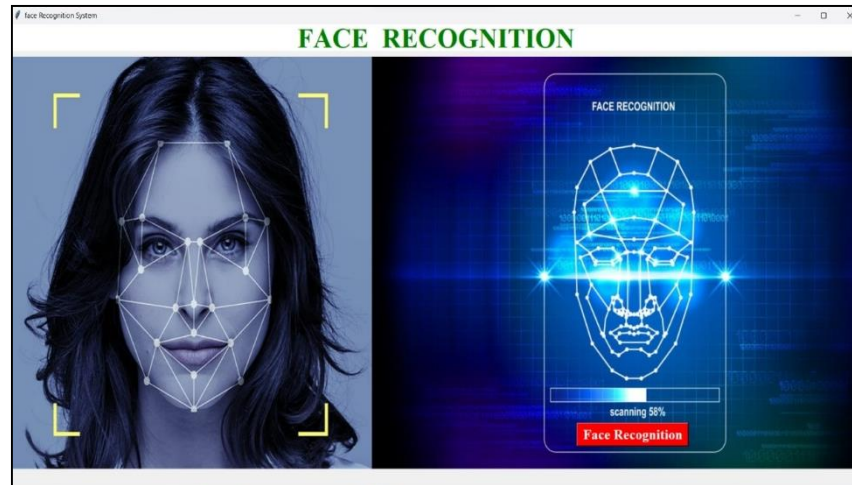 face Recognition System
FACE RECOGNITION
FACE RECOGNITION
scanning 58%
Face Recognition